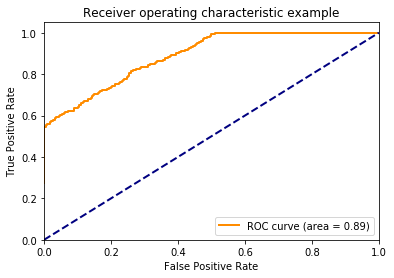 Receiver operating characteristic example
1.0
0.8
0.6
0.4
0.2
0.0
True Positive Rate
0.0 0.2 0.4 0.6 0.8 1.0
False Positive Rate
ROC curve (area = 0.89)